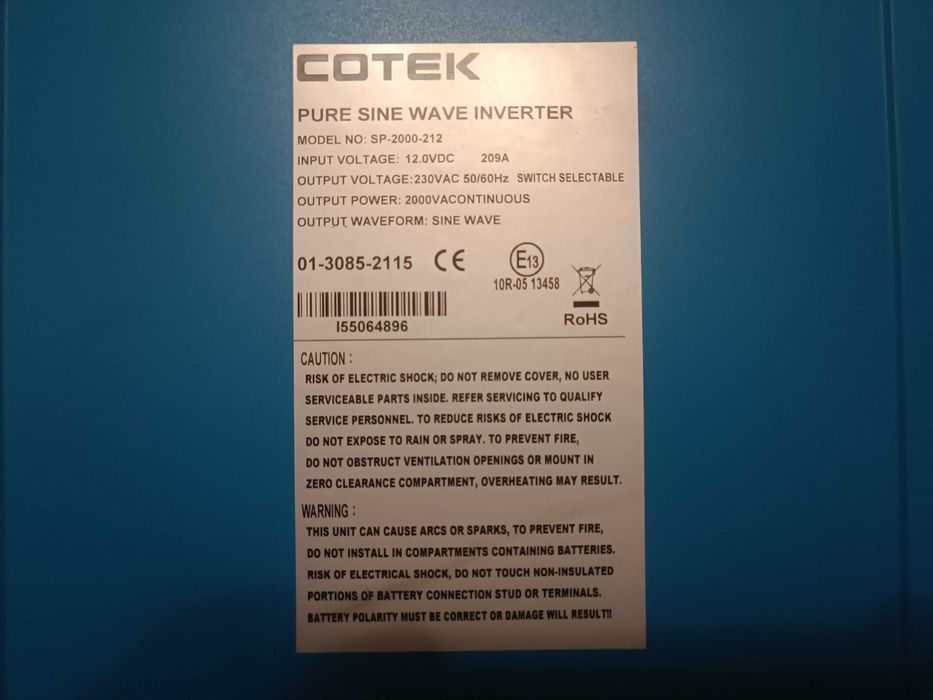 COTEK
PURE SINE WAVE INVERTER
MODEL NO: SP-2000-212
INPUT VOLTAGE: 12.0VDC 209A
OUTPUT VOLTAGE:230VAC 50/60Hz SWITCH SELECTABLE
OUTPUT POWER: 2000VACONTINUOUS
OUTPUT WAVEFORM: SINE WAVE
01-3085-2115 CE E13
10R-05 13458
I55064896
RoHS
CAUTION :
RISK OF ELECTRIC SHOCK; DO NOT REMOVE COVER, NO USER
SERVICEABLE PARTS INSIDE. REFER SERVICING TO QUALIFY
SERVICE PERSONNEL. TO REDUCE RISKS OF ELECTRIC SHOCK
DO NOT EXPOSE TO RAIN OR SPRAY. TO PREVENT FIRE,
DO NOT OBSTRUCT VENTILATION OPENINGS OR MOUNT IN
ZERO CLEARANCE COMPARTMENT, OVERHEATING MAY RESULT.
WARNING :
THIS UNIT CAN CAUSE ARCS OR SPARKS, TO PREVENT FIRE,
DO NOT INSTALL IN COMPARTMENTS CONTAINING BATTERIES.
RISK OF ELECTRICAL SHOCK, DO NOT TOUCH NON-INSULATED
PORTIONS OF BATTERY CONNECTION STUD OR TERMINALS.
BATTERY POLARITY MUST BE CORRECT OR DAMAGE WILL RESULT!!